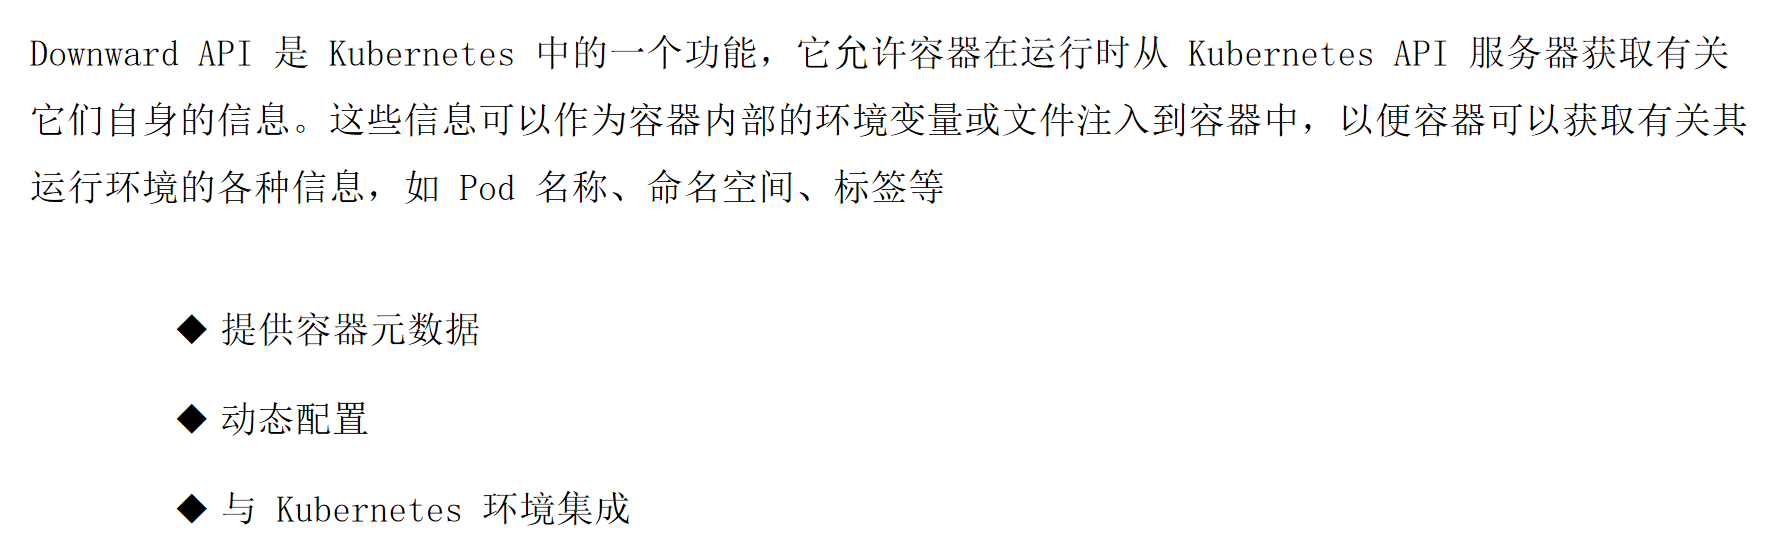 Downward API 是 Kubernetes 中的一个功能，它允许容器在运行时从 Kubernetes API 服务器获取有关
它们自身的信息。这些信息可以作为容器内部的环境变量或文件注入到容器中，以便容器可以获取有关其
运行环境的各种信息，如 Pod 名称、命名空间、标签等
◆ 提供容器元数据
◆ 动态配置
◆ 与 Kubernetes 环境集成